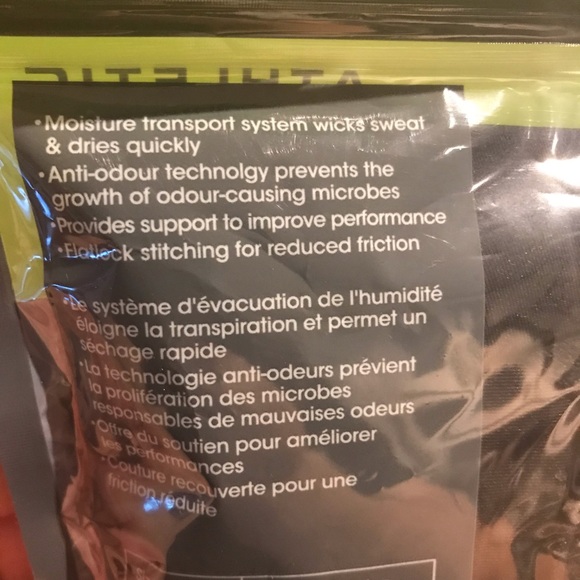 ATHLETIC
•Moisture transport system wicks sweat
& dries quickly
•Anti-odour technolgy prevents the
growth of odour-causing microbes
•Provides support to improve performance
•Flatlock stitching for reduced friction
•Le système d'évacuation de l'humidité
éloigne la transpiration et permet un
séchage rapide
•La technologie anti-odeurs prévient
la prolifération des microbes
responsables de mauvaises odeurs
•Offre du soutien pour améliorer
les performances
•Couture recouverte pour une
friction réduite